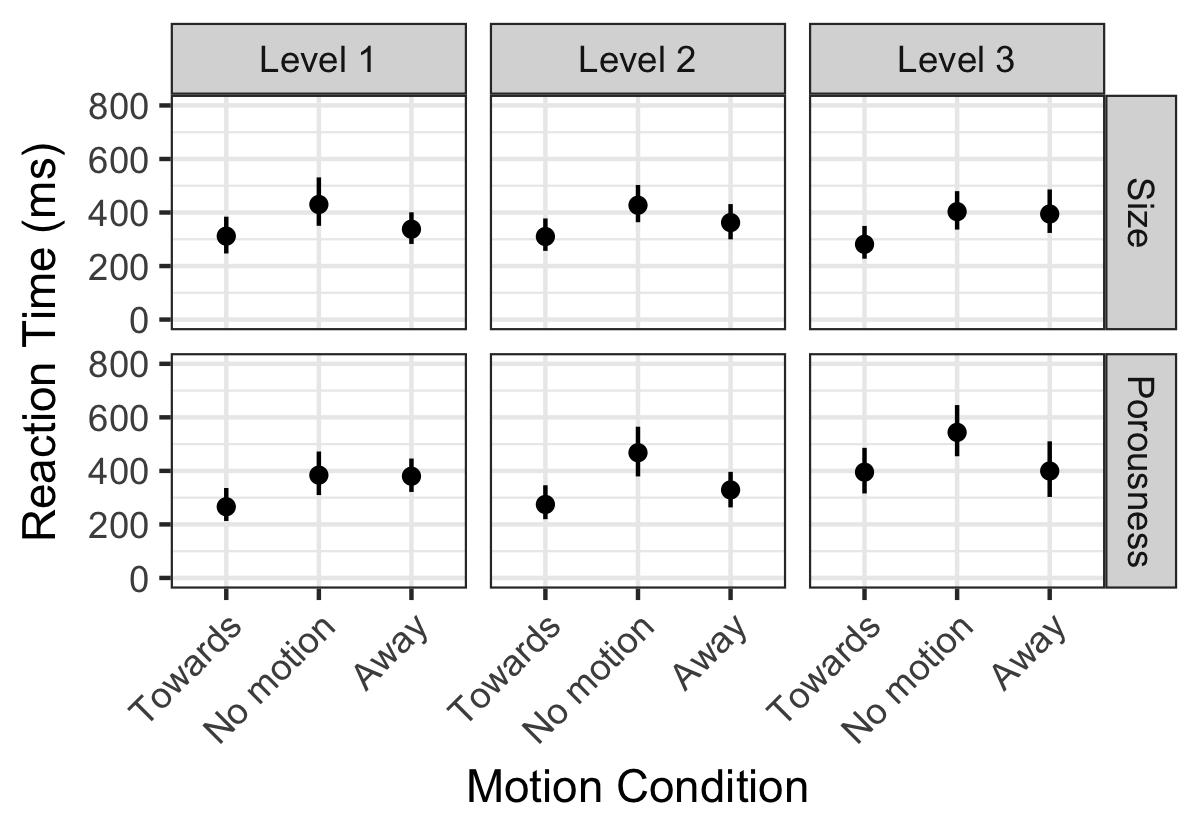 Level 1
Level 2
Level 3
800
600
400
200
0
Size
800
600
400
200
0
Porousness
Reaction Time (ms)
Towards
No motion
Away
Towards
No motion
Away
Towards
No motion
Away
Motion Condition